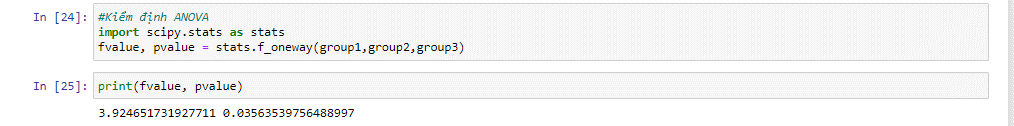 In [24]: #Kiểm định ANOVA
import scipy.stats as stats
fvalue, pvalue = stats.f_oneway(group1,group2,group3)
In [25]: print(fvalue, pvalue)
3.924651731927711 0.03563539756488997